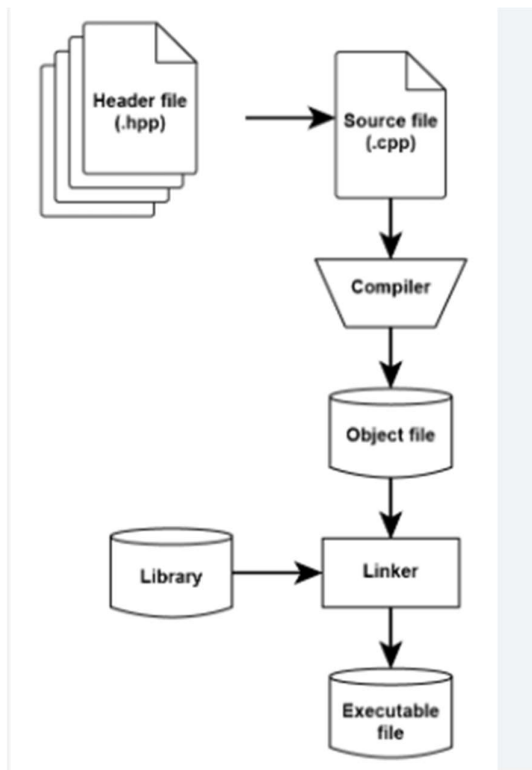 Header file
(.hpp)
Source file
(.cpp)
Compiler
Object file
Library
Linker
Executable
file